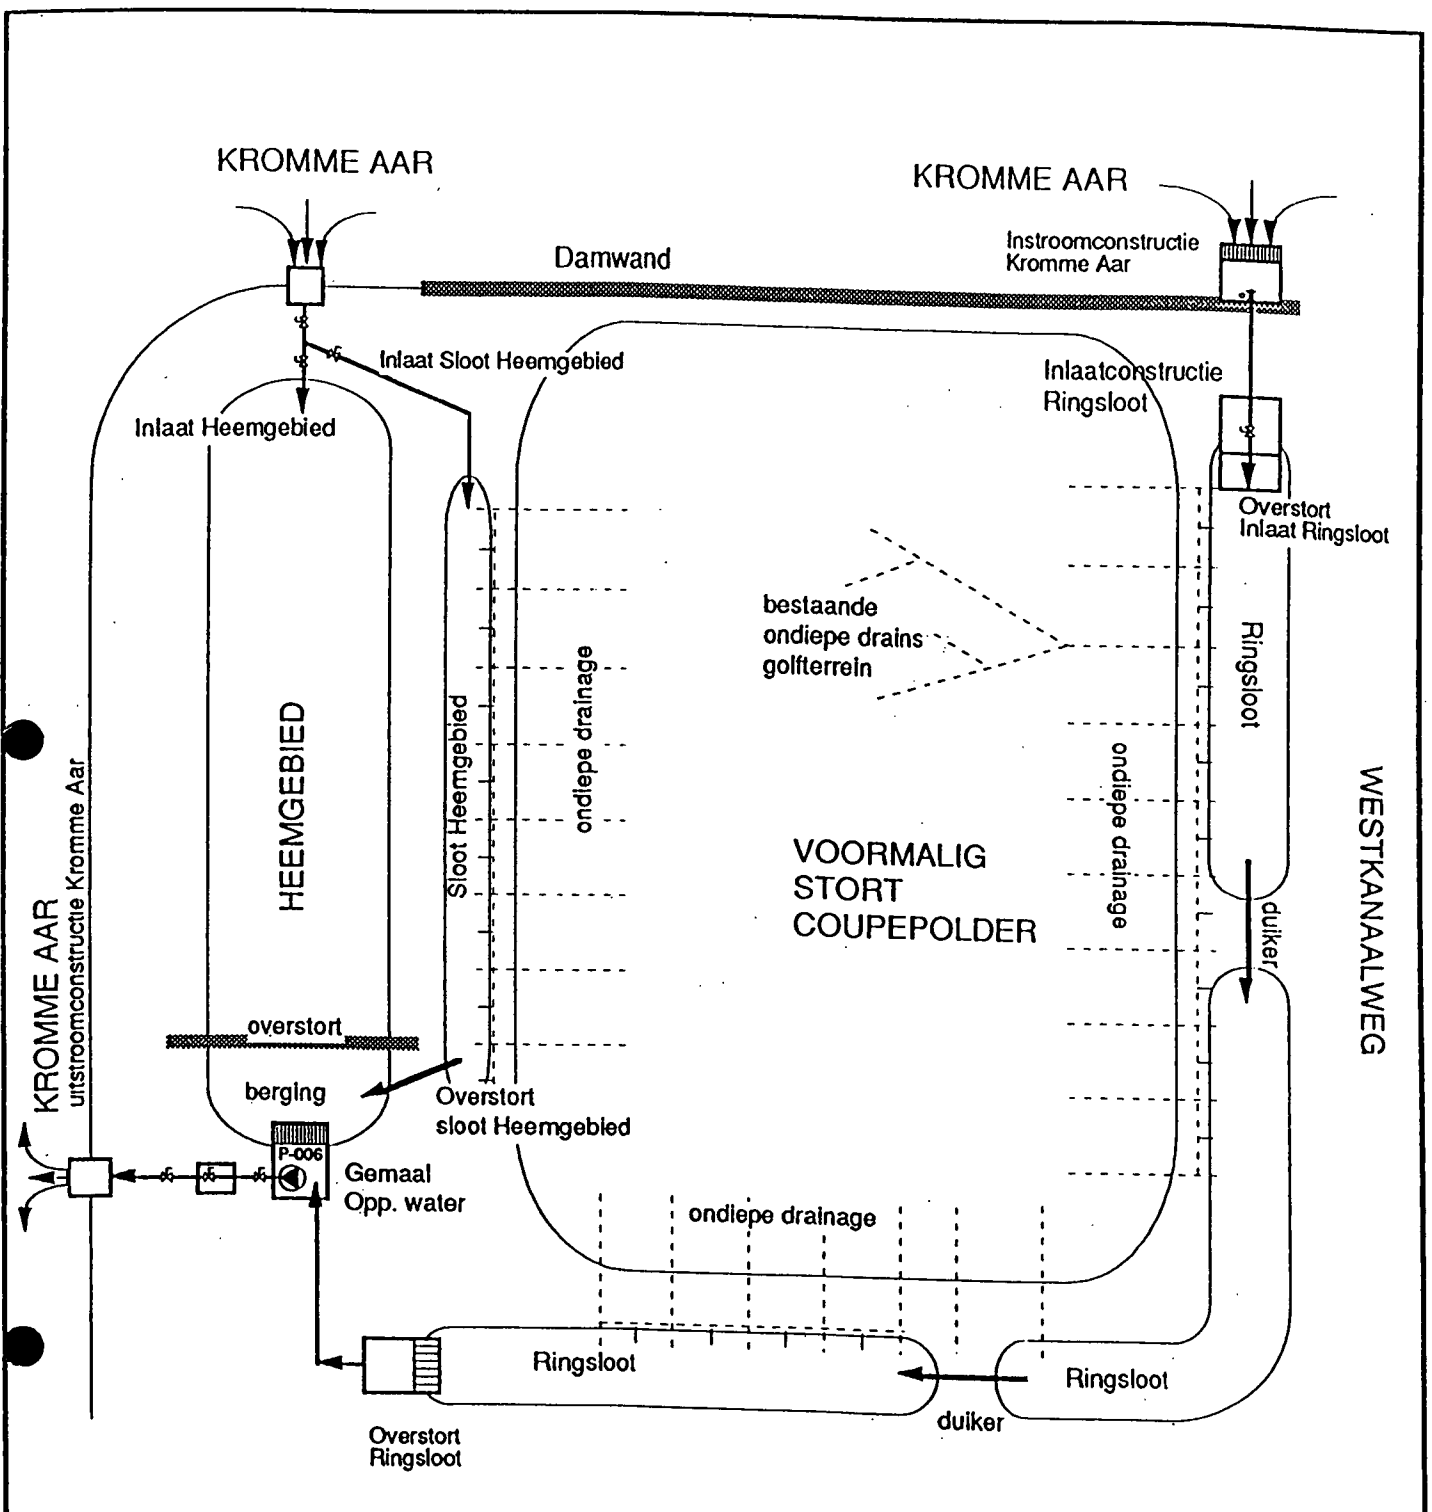 KROMME AAR
KROMME AAR
Instroomconstructie
Kromme Aar
Damwand
Inlaat Sloot Heemgebied
Inlaatconstructie
Ringsloot
Inlaat Heemgebied
Overstort
Inlaat Ringsloot
bestaande
ondiepe drains
golfterrein
Ringsloot
ondiepe drainage
Sloot Heemgebied
HEEMGEBIED
ondiepe drainage
VOORMALIG
STORT
COUPEPOLDER
WESTKANAALWEG
duiker
KROMME AAR
uitstroomconstructie Kromme Aar
overstort
berging
Overstort
sloot Heemgebied
P-006
Gemaal
Opp. water
ondiepe drainage
Ringsloot
Ringsloot
duiker
Overstort
Ringsloot